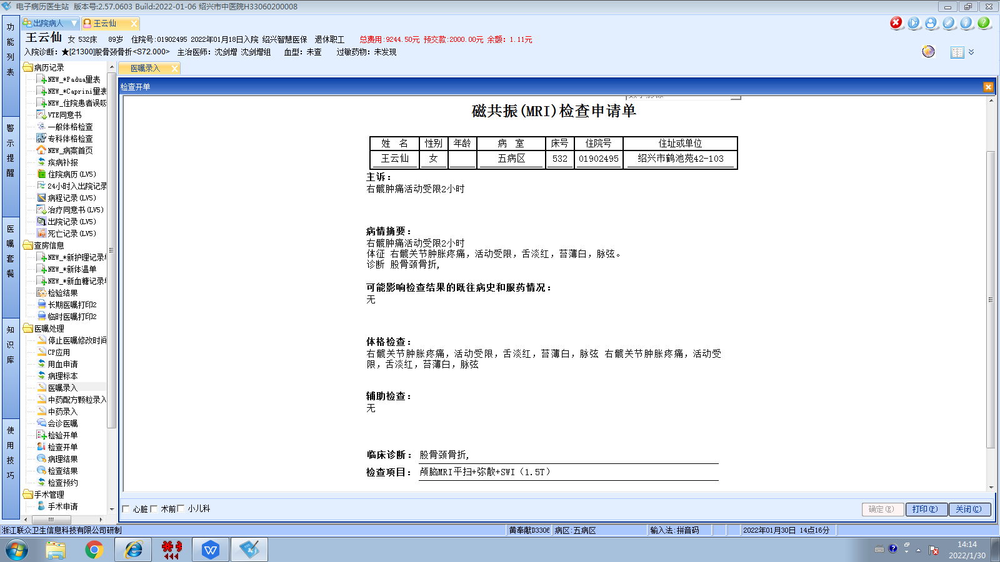 电子病历医生站 版本号:2.57.0603 Build:2022-01-06 绍兴市中医院H33060200008
功能列表
警示提醒
医嘱套餐
知识库
使用技巧
出院病人
王云仙
王云仙 女 532床 89岁 住院号:01902495 2022年01月18日入院 绍兴智慧医保 退休职工 总费用:9244.50元 预交款:2000.00元 余额: 1.11元
入院诊断: ★[21300]股骨颈骨折<S72.000> 主治医师: 沈剑增 沈剑增组 血型: 未查 过敏药物: 未发现
病历记录
NEW_*Padua量表
NEW_*Caprini量表
NEW_住院患者误吸
VTE同意书
一般体格检查
专科体格检查
NEW_病案首页
疾病补报
住院病历(LV5)
24小时入出院记录
病程记录(LV5)
治疗同意书(LV5)
出院记录(LV5)
死亡记录(LV5)
查房信息
NEW_*新护理记录单
NEW_*新体温单
NEW_*新血糖记录单
检验结果
长期医嘱打印2
临时医嘱打印2
医嘱处理
停止医嘱修改时间
CP应用
用血申请
病理标本
医嘱录入
中药配方颗粒录入
中药录入
会诊医嘱
检验开单
检查开单
病理结果
检查结果
检查预约
手术管理
手术申请
医嘱录入
检查开单
磁共振(MRI)检查申请单
姓 名 性别 年龄 病 室 床号 住院号 住址或单位
王云仙 女 五病区 532 01902495 绍兴市鹤池苑42-103
主诉:
右髋肿痛活动受限2小时
病情摘要:
右髋肿痛活动受限2小时
体征 右髋关节肿胀疼痛, 活动受限, 舌淡红, 苔薄白, 脉弦。
诊断 股骨颈骨折,
可能影响检查结果的既往病史和服药情况:
无
体格检查:
右髋关节肿胀疼痛, 活动受限, 舌淡红, 苔薄白, 脉弦 右髋关节肿胀疼痛, 活动受
限, 舌淡红, 苔薄白, 脉弦
辅助检查:
无
临床诊断: 股骨颈骨折,
检查项目: 颅脑MRI平扫+弥散+SWI (1.5T)
心脏 术前 小儿科
确定(E) 打印(P) 关闭(C)
浙江联众卫生信息科技有限公司研制 黄奉献D3306 病区:五病区 输入法:拼音码 2022年01月30日 14点16分
14:14
2022/1/30